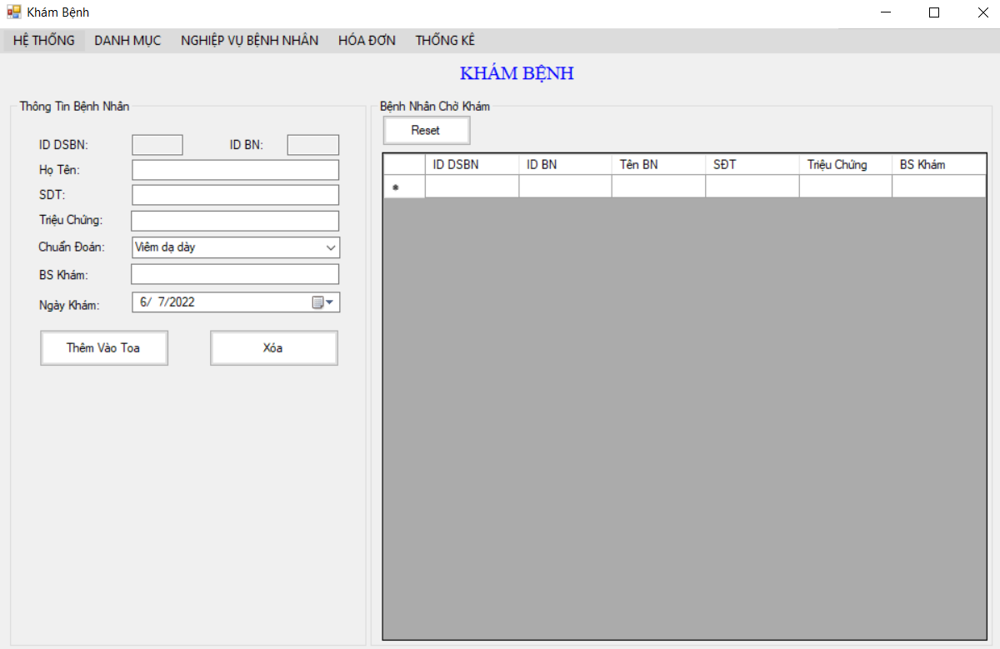 Khám Bệnh
HỆ THỐNG DANH MỤC NGHIỆP VỤ BỆNH NHÂN HÓA ĐƠN THỐNG KÊ
KHÁM BỆNH
Thông Tin Bệnh Nhân
ID DSBN: ID BN:
Họ Tên:
SDT:
Triệu Chứng:
Chuẩn Đoán: Viêm dạ dày
BS Khám:
Ngày Khám: 6/ 7/2022
Thêm Vào Toa Xóa
Bệnh Nhân Chờ Khám
Reset
ID DSBN ID BN Tên BN SĐT Triệu Chứng BS Khám